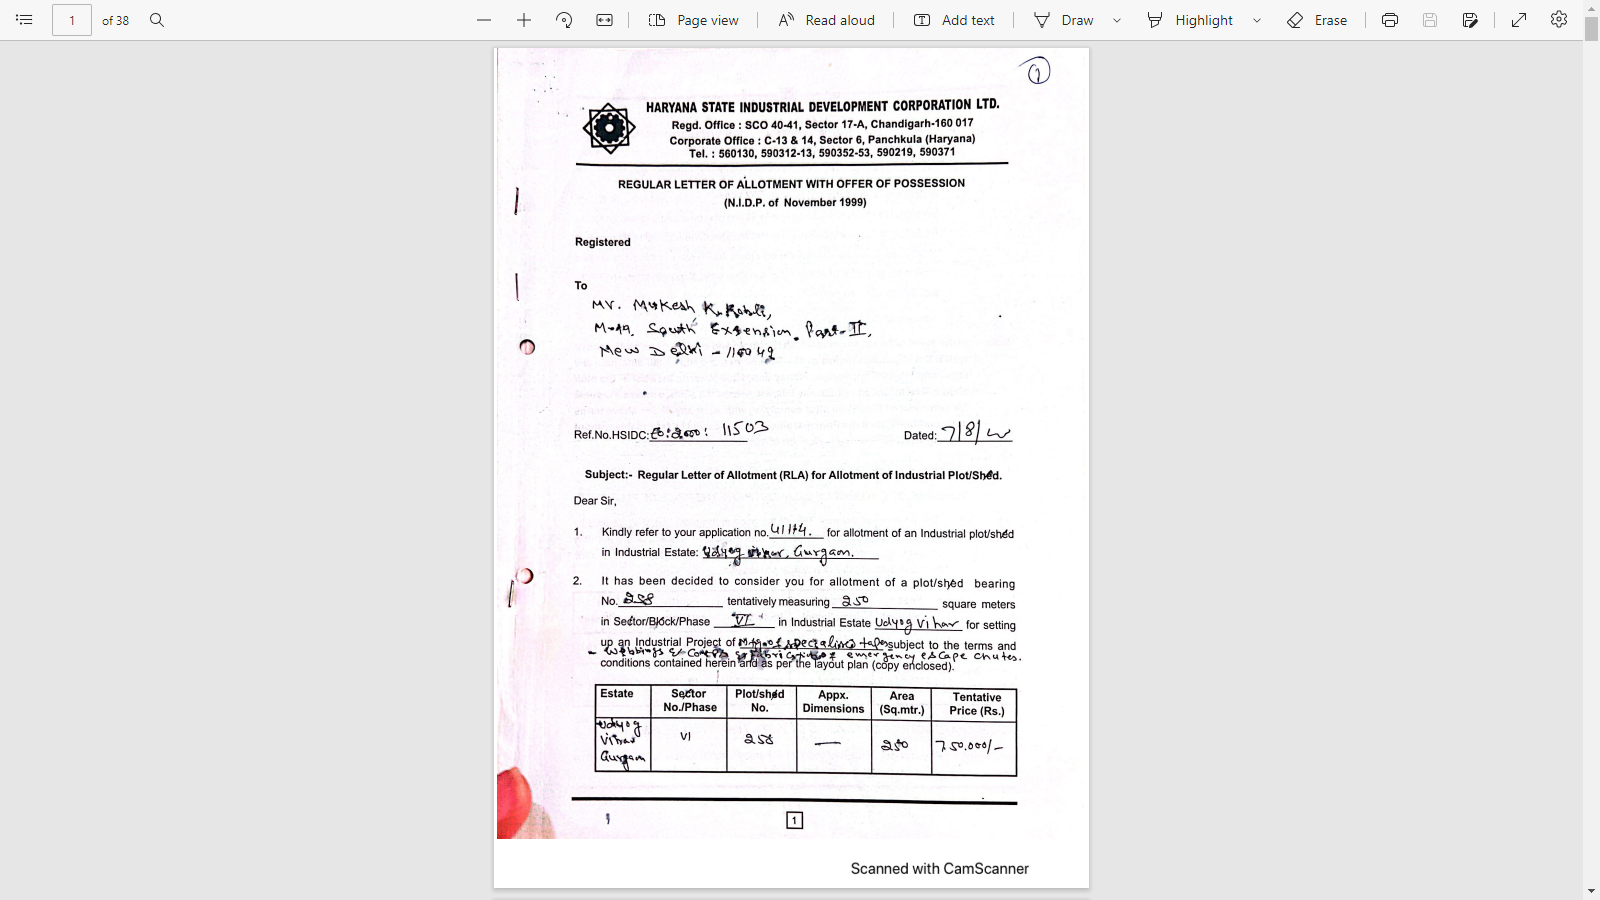 1 of 38 Page view Read aloud Add text Draw Highlight Erase
1
HARYANA STATE INDUSTRIAL DEVELOPMENT CORPORATION LTD.
Regd. Office : SCO 40-41, Sector 17-A, Chandigarh-160 017
Corporate Office : C-13 & 14, Sector 6, Panchkula (Haryana)
Tel. : 560130, 590312-13, 590352-53, 590219, 590371
REGULAR LETTER OF ALLOTMENT WITH OFFER OF POSSESSION
(N.I.D.P. of November 1999)
Registered
To
Mr. Mukesh K. Kohli,
South Extension Part-II,
New Delhi - 110049
Ref.No.HSIDC: 2000: 11503 Dated: 7/8/
Subject:- Regular Letter of Allotment (RLA) for Allotment of Industrial Plot/Shed.
Dear Sir,
1. Kindly refer to your application no. for allotment of an Industrial plot/shed
in Industrial Estate: Udyog Vihar, Gurgaon.
2. It has been decided to consider you for allotment of a plot/shed bearing
No. 258 tentatively measuring 250 square meters
in Sector/Block/Phase VI in Industrial Estate Udyog Vihar for setting
up an Industrial Project of Mfg. of specialised tapes subject to the terms and
- webbings & emergency escape chutes.
conditions contained herein and as per the layout plan (copy enclosed).
Estate Sector No./Phase Plot/shed No. Appx. Dimensions Area (Sq.mtr.) Tentative Price (Rs.)
Udyog Vihar Gurgaon VI 258 — 250 7.50.000/-
1
Scanned with CamScanner